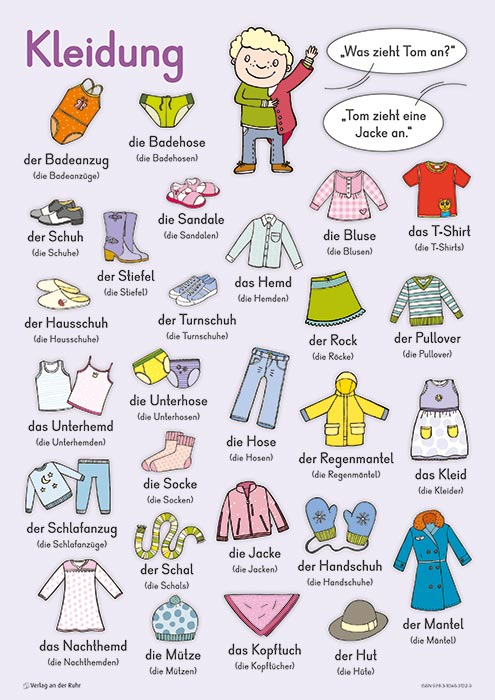 Kleidung
„Was zieht Tom an?“
„Tom zieht eine
Jacke an.“
der Badeanzug
(die Badeanzüge)
die Badehose
(die Badehosen)
der Schuh
(die Schuhe)
der Stiefel
(die Stiefel)
die Sandale
(die Sandalen)
das Hemd
(die Hemden)
die Bluse
(die Blusen)
das T-Shirt
(die T-Shirts)
der Hausschuh
(die Hausschuhe)
der Turnschuh
(die Turnschuhe)
der Rock
(die Röcke)
der Pullover
(die Pullover)
das Unterhemd
(die Unterhemden)
die Unterhose
(die Unterhosen)
die Hose
(die Hosen)
der Regenmantel
(die Regenmäntel)
das Kleid
(die Kleider)
der Schlafanzug
(die Schlafanzüge)
die Socke
(die Socken)
der Schal
(die Schals)
die Jacke
(die Jacken)
der Handschuh
(die Handschuhe)
der Mantel
(die Mäntel)
das Nachthemd
(die Nachthemden)
die Mütze
(die Mützen)
das Kopftuch
(die Kopftücher)
der Hut
(die Hüte)
Verlag an der Ruhr